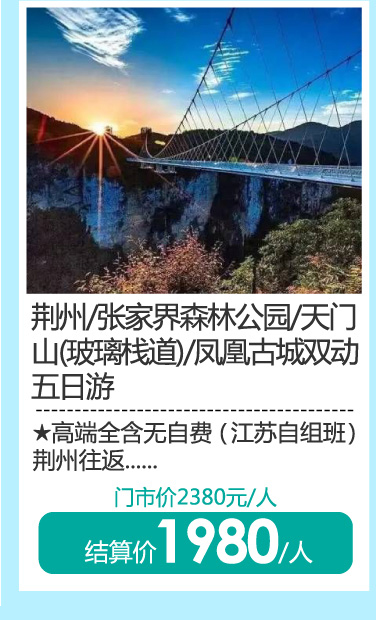 荆州/张家界森林公园/天门
山(玻璃栈道)/凤凰古城双动
五日游
★高端全含无自费(江苏自组班)
荆州往返......
门市价2380元/人
结算价1980/人